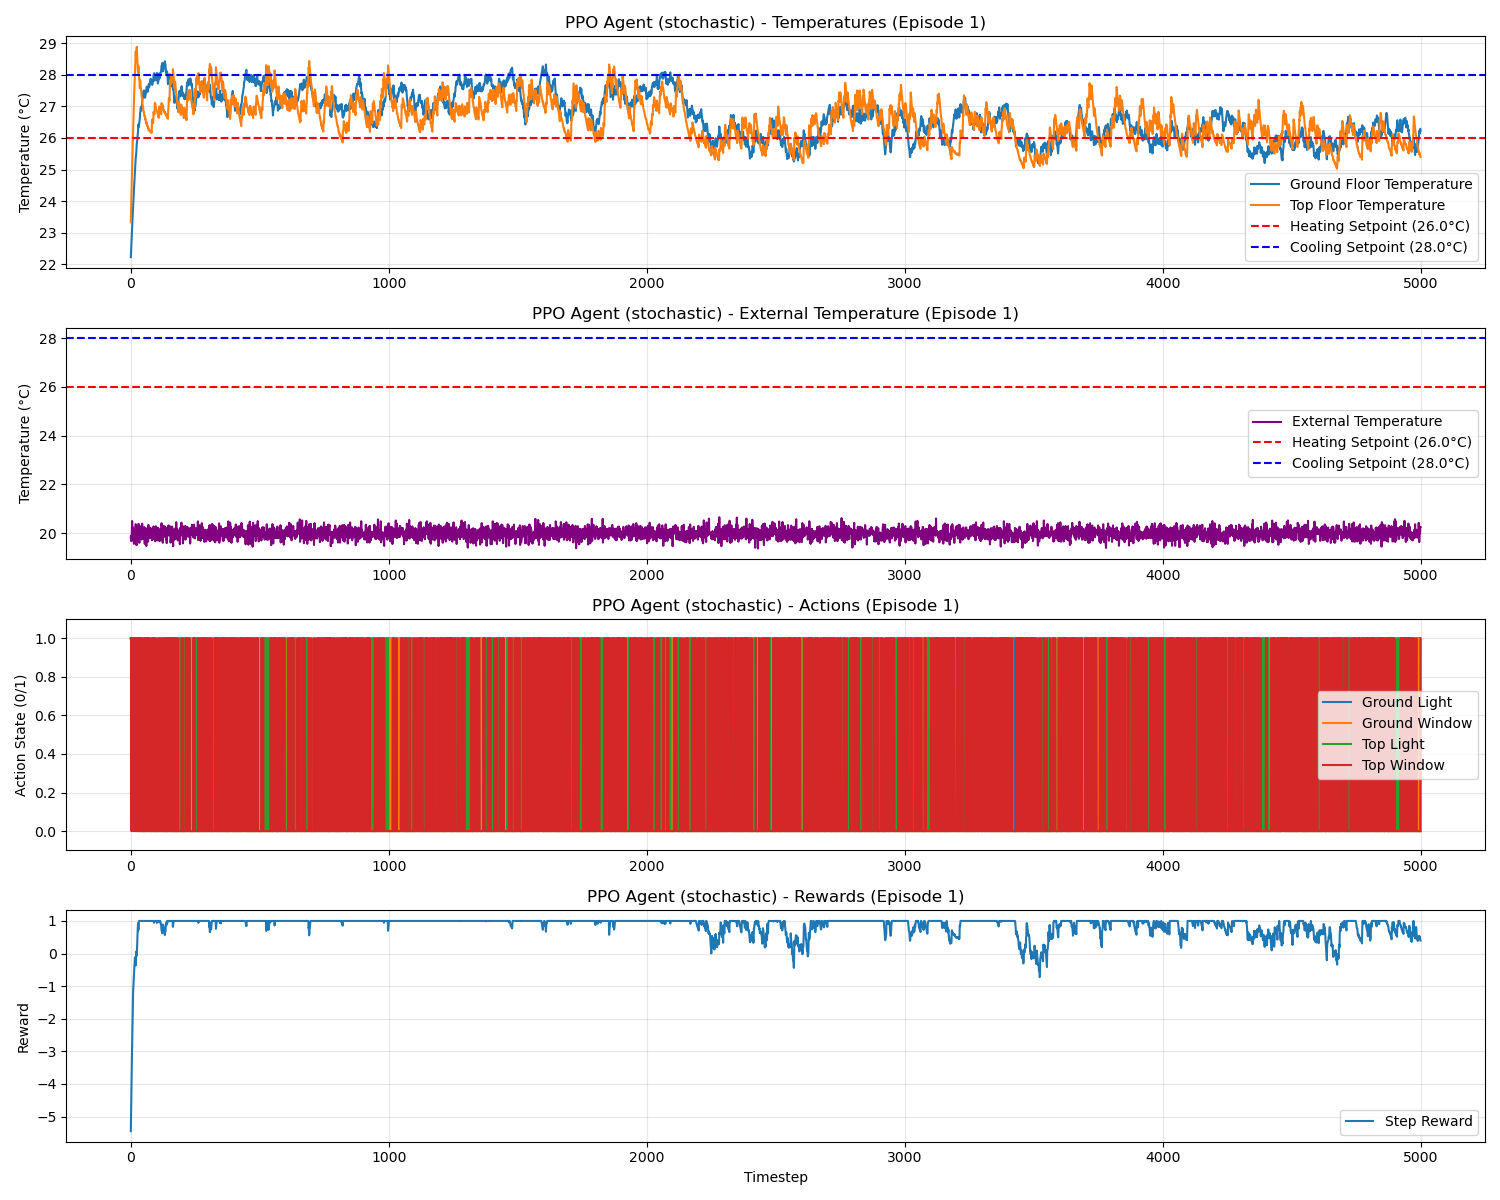 PPO Agent (stochastic) - Temperatures (Episode 1)
Temperature (°C)
29
28
27
26
25
24
23
22
Ground Floor Temperature
Top Floor Temperature
Heating Setpoint (26.0°C)
Cooling Setpoint (28.0°C)
0 1000 2000 3000 4000 5000
PPO Agent (stochastic) - External Temperature (Episode 1)
Temperature (°C)
28
26
24
22
20
External Temperature
Heating Setpoint (26.0°C)
Cooling Setpoint (28.0°C)
0 1000 2000 3000 4000 5000
PPO Agent (stochastic) - Actions (Episode 1)
Action State (0/1)
1.0
0.8
0.6
0.4
0.2
0.0
Ground Light
Ground Window
Top Light
Top Window
0 1000 2000 3000 4000 5000
PPO Agent (stochastic) - Rewards (Episode 1)
Reward
1
0
−1
−2
−3
−4
−5
Step Reward
0 1000 2000 3000 4000 5000
Timestep